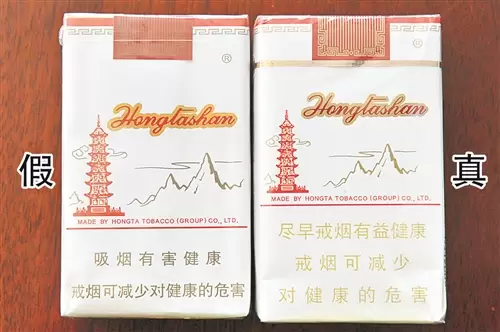 假
Hongtashan
®
MADE BY HONGTA TOBACCO (GROUP) CO., LTD.
吸烟有害健康
戒烟可减少对健康的危害
Hongtashan
®
MADE BY HONGTA TOBACCO (GROUP) CO., LTD.
尽早戒烟有益健康
戒烟可减少
对健康的危害
真